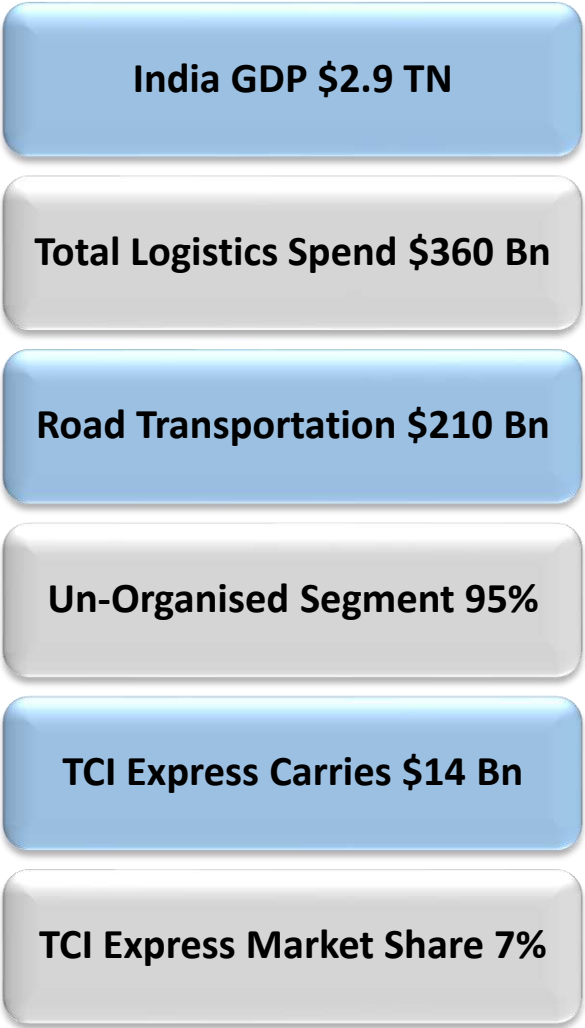 India GDP $2.9 TN
Total Logistics Spend $360 Bn
Road Transportation $210 Bn
Un-Organised Segment 95%
TCI Express Carries $14 Bn
TCI Express Market Share 7%